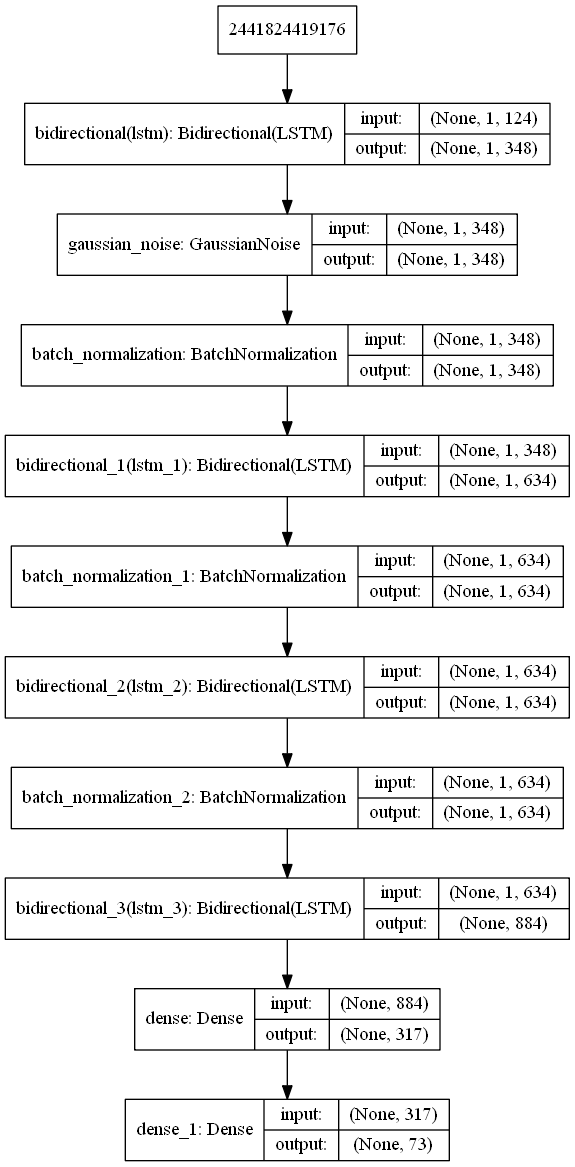 2441824419176
bidirectional(lstm): Bidirectional(LSTM)
input: (None, 1, 124)
output: (None, 1, 348)
gaussian_noise: GaussianNoise
input: (None, 1, 348)
output: (None, 1, 348)
batch_normalization: BatchNormalization
input: (None, 1, 348)
output: (None, 1, 348)
bidirectional_1(lstm_1): Bidirectional(LSTM)
input: (None, 1, 348)
output: (None, 1, 634)
batch_normalization_1: BatchNormalization
input: (None, 1, 634)
output: (None, 1, 634)
bidirectional_2(lstm_2): Bidirectional(LSTM)
input: (None, 1, 634)
output: (None, 1, 634)
batch_normalization_2: BatchNormalization
input: (None, 1, 634)
output: (None, 1, 634)
bidirectional_3(lstm_3): Bidirectional(LSTM)
input: (None, 1, 634)
output: (None, 884)
dense: Dense
input: (None, 884)
output: (None, 317)
dense_1: Dense
input: (None, 317)
output: (None, 73)